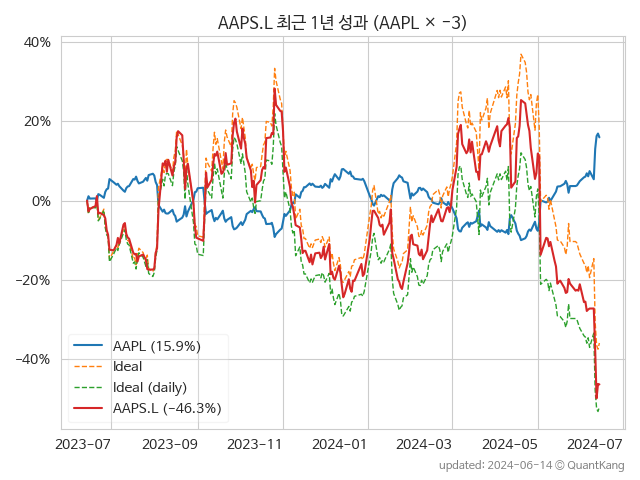 AAPS.L 최근 1년 성과 (AAPL × −3)
40%
20%
0%
−20%
−40%
AAPL (15.9%)
Ideal
Ideal (daily)
AAPS.L (−46.3%)
2023-07 2023-09 2023-11 2024-01 2024-03 2024-05 2024-07
updated: 2024-06-14 © QuantKang